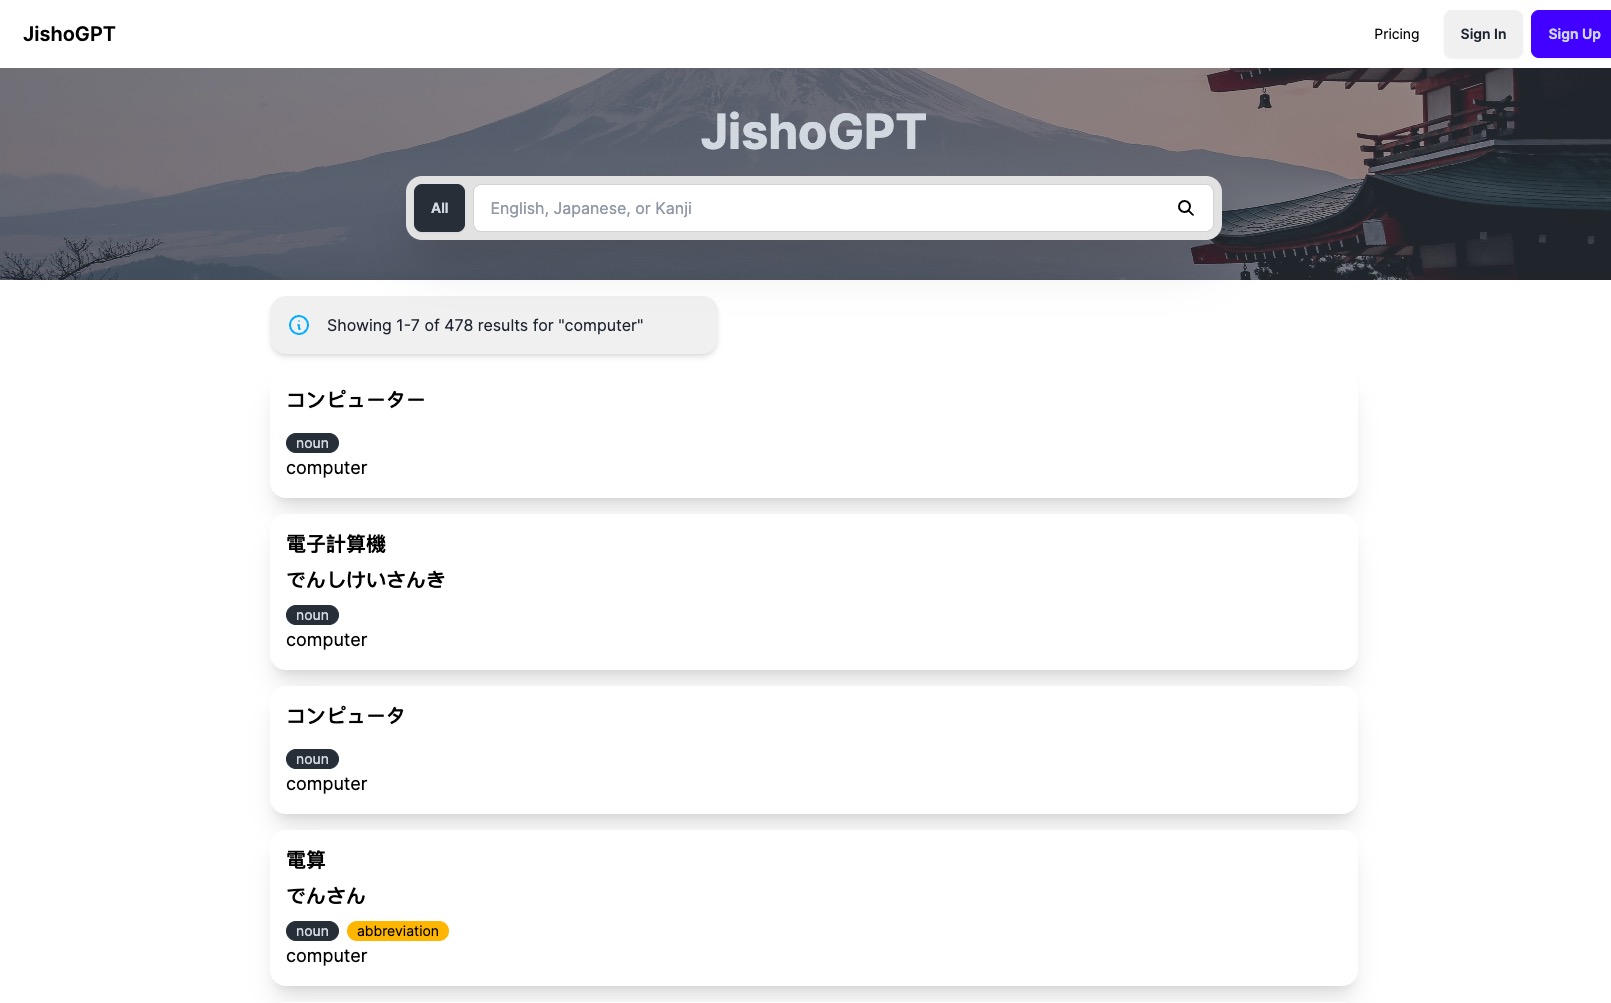 JishoGPT
Pricing
Sign In
Sign Up
JishoGPT
All
English, Japanese, or Kanji
Showing 1-7 of 478 results for "computer"
コンピューター
noun
computer
電子計算機
でんしけいさんき
noun
computer
コンピュータ
noun
computer
電算
でんさん
noun abbreviation
computer